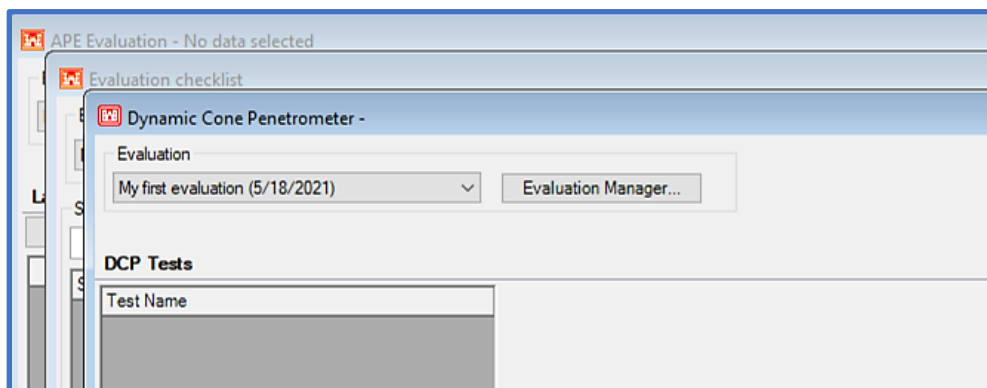 APE Evaluation - No data selected
Evaluation checklist
Dynamic Cone Penetrometer -
Evaluation
My first evaluation (5/18/2021)
Evaluation Manager...
DCP Tests
Test Name